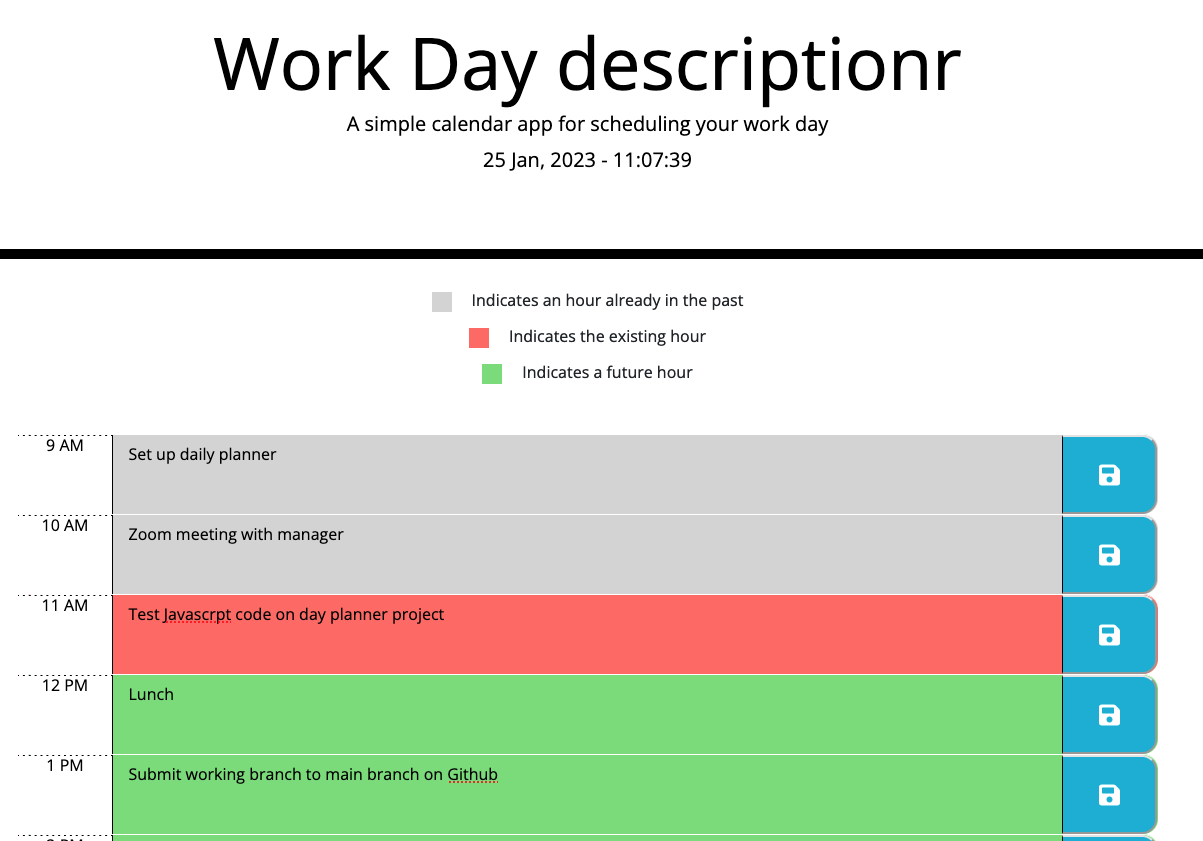 Work Day descriptionr
A simple calendar app for scheduling your work day
25 Jan, 2023 - 11:07:39
Indicates an hour already in the past
Indicates the existing hour
Indicates a future hour
9 AM Set up daily planner
10 AM Zoom meeting with manager
11 AM Test Javascrpt code on day planner project
12 PM Lunch
1 PM Submit working branch to main branch on Github